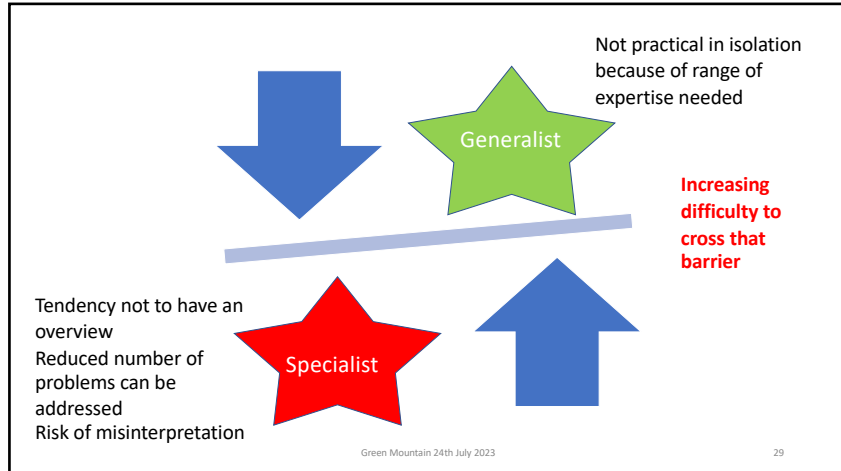 Not practical in isolation
because of range of
expertise needed
Generalist
Increasing
difficulty to
cross that
barrier
Tendency not to have an
overview
Reduced number of
problems can be
addressed
Risk of misinterpretation
Specialist
Green Mountain 24th July 2023
29